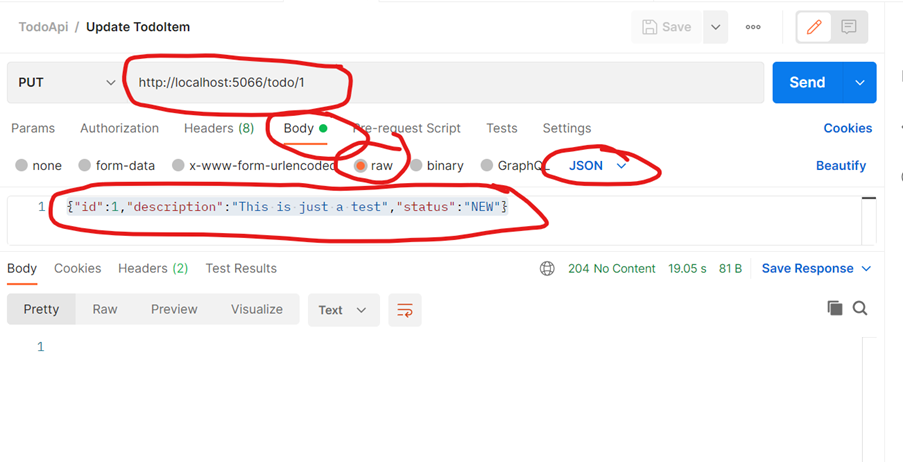 TodoApi / Update TodoItem Save
PUT http://localhost:5066/todo/1 Send
Params Authorization Headers (8) Body Pre-request Script Tests Settings Cookies
none form-data x-www-form-urlencoded raw binary GraphQL JSON Beautify
1 {"id":1,"description":"This is just a test","status":"NEW"}
Body Cookies Headers (2) Test Results 204 No Content 19.05 s 81 B Save Response
Pretty Raw Preview Visualize Text
1